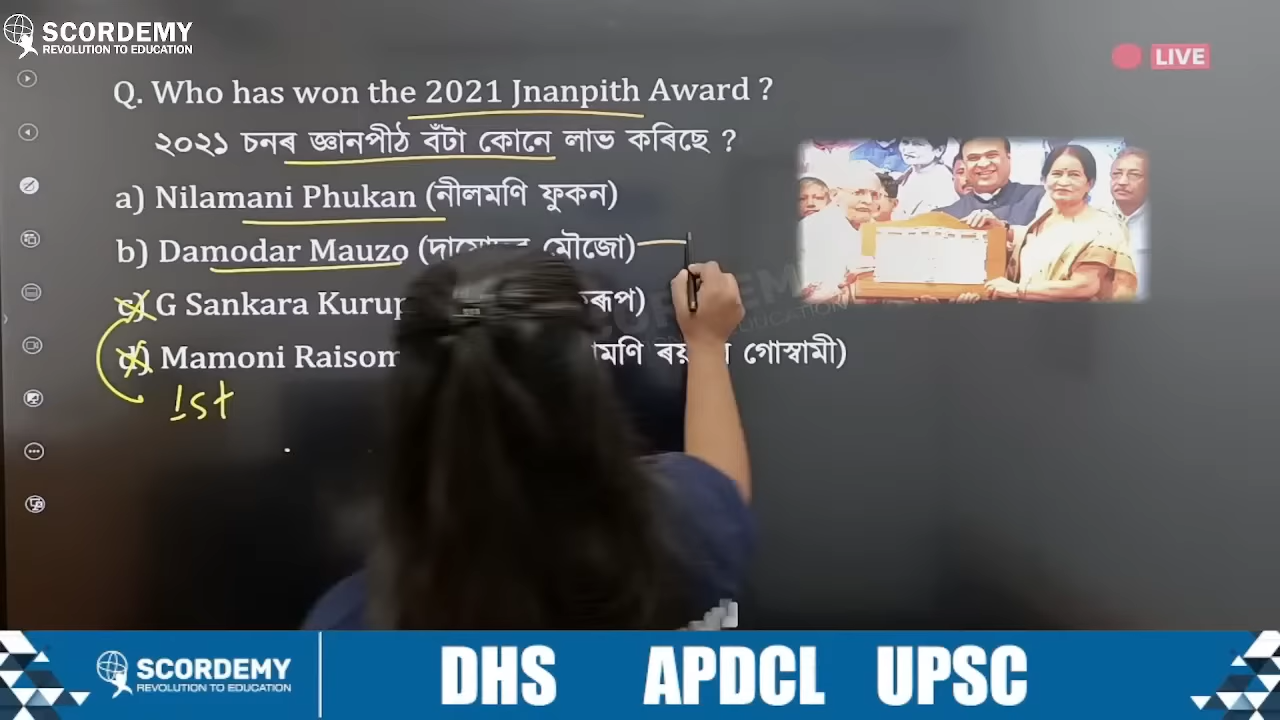 SCORDEMY
REVOLUTION TO EDUCATION
LIVE
Q. Who has won the 2021 Jnanpith Award ?
২০২১ চনৰ জ্ঞানপীঠ বঁটা কোনে লাভ কৰিছে ?
a) Nilamani Phukan (নীলমণি ফুকন)
b) Damodar Mauzo (মৌজো)
c) G Sankara Kurup
d) Mamoni Raisom গোস্বামী)
1st
SCORDEMY
REVOLUTION TO EDUCATION
DHS APDCL UPSC